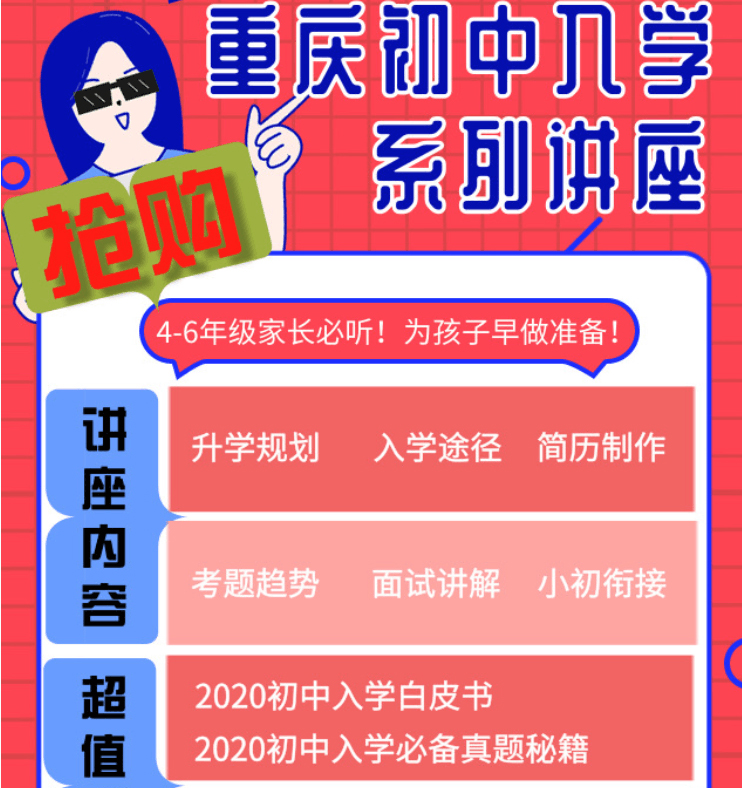 重庆初中入学
系列讲座
抢购
4-6年级家长必听！为孩子早做准备！
讲座内容
升学规划 入学途径 简历制作
考题趋势 面试讲解 小初衔接
超值
2020初中入学白皮书
2020初中入学必备真题秘籍